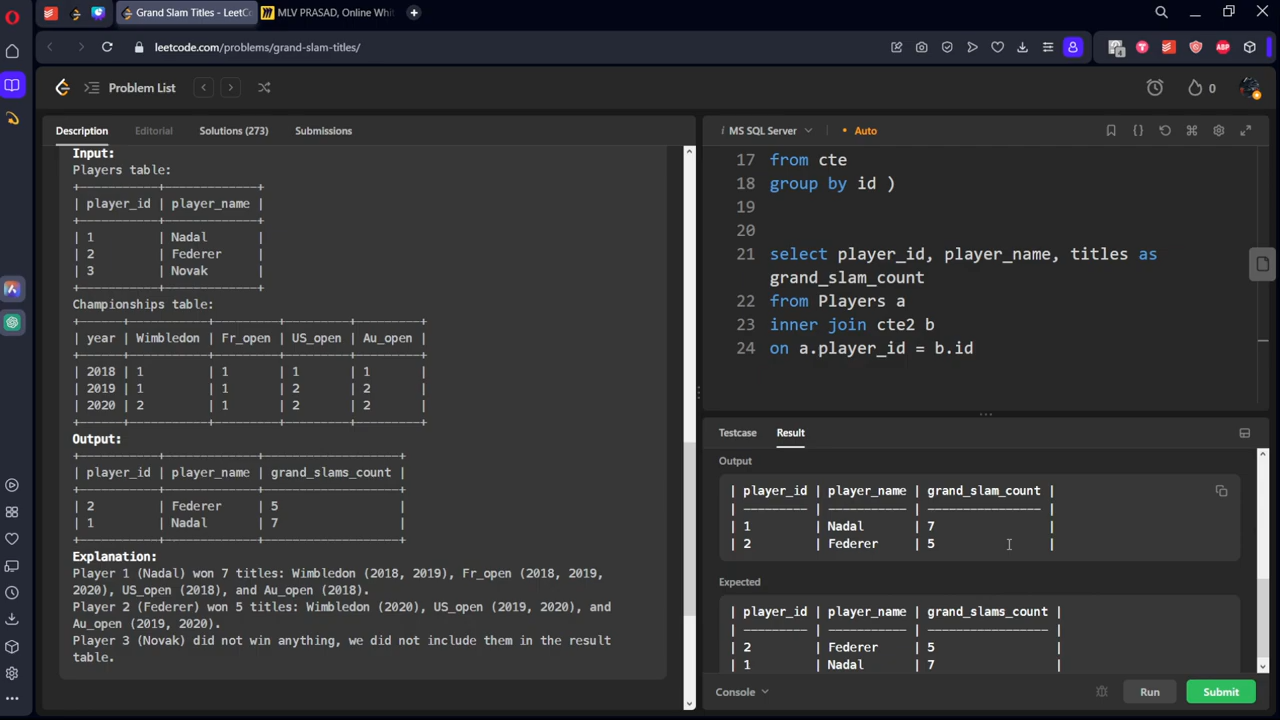 Grand Slam Titles - LeetCo
MLV PRASAD, Online Whit
leetcode.com/problems/grand-slam-titles/
4
ABP
Problem List
0
Description
Editorial
Solutions (273)
Submissions
MS SQL Server
• Auto
Input:
Players table:
+-----------+-------------+
| player_id | player_name |
+-----------+-------------+
| 1 | Nadal |
| 2 | Federer |
| 3 | Novak |
+-----------+-------------+
Championships table:
+------+-----------+---------+---------+---------+
| year | Wimbledon | Fr_open | US_open | Au_open |
+------+-----------+---------+---------+---------+
| 2018 | 1 | 1 | 1 | 1 |
| 2019 | 1 | 1 | 2 | 2 |
| 2020 | 2 | 1 | 2 | 2 |
+------+-----------+---------+---------+---------+
Output:
+-----------+-------------+-------------------+
| player_id | player_name | grand_slams_count |
+-----------+-------------+-------------------+
| 2 | Federer | 5 |
| 1 | Nadal | 7 |
+-----------+-------------+-------------------+
Explanation:
Player 1 (Nadal) won 7 titles: Wimbledon (2018, 2019), Fr_open (2018, 2019,
2020), US_open (2018), and Au_open (2018).
Player 2 (Federer) won 5 titles: Wimbledon (2020), US_open (2019, 2020), and
Au_open (2019, 2020).
Player 3 (Novak) did not win anything, we did not include them in the result
table.
17 from cte
18 group by id )
19
20
21 select player_id, player_name, titles as
grand_slam_count
22 from Players a
23 inner join cte2 b
24 on a.player_id = b.id
Testcase
Result
Output
| player_id | player_name | grand_slam_count |
| --------- | ----------- | ---------------- |
| 1 | Nadal | 7 |
| 2 | Federer | 5 |
Expected
| player_id | player_name | grand_slams_count |
| --------- | ----------- | ----------------- |
| 2 | Federer | 5 |
| 1 | Nadal | 7 |
Console
Run
Submit